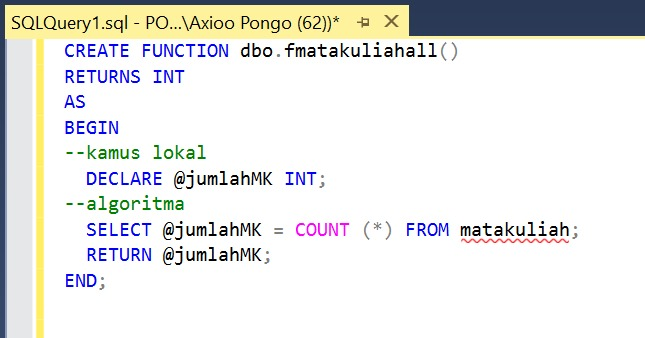 SQLQuery1.sql - PO...\Axioo Pongo (62))*
CREATE FUNCTION dbo.fmatakuliahall()
RETURNS INT
AS
BEGIN
--kamus lokal
DECLARE @jumlahMK INT;
--algoritma
SELECT @jumlahMK = COUNT (*) FROM matakuliah;
RETURN @jumlahMK;
END;